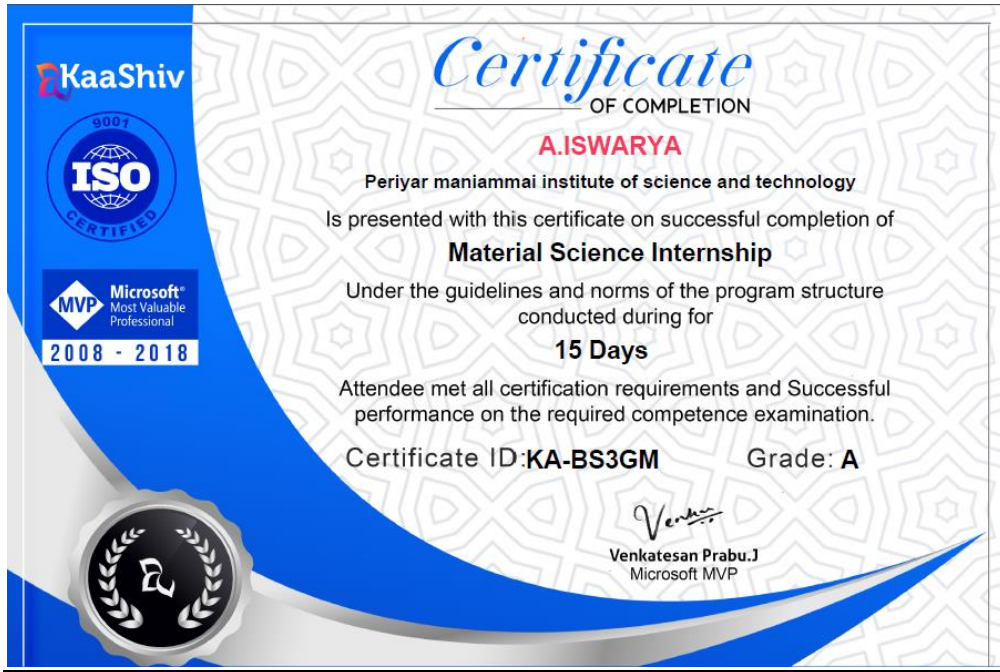 KaaShiv
9001
ISO
CERTIFIED
MVP
Microsoft®
Most Valuable
Professional
2008 - 2018
Certificate
OF COMPLETION
A.ISWARYA
Periyar maniammai institute of science and technology
Is presented with this certificate on successful completion of
Material Science Internship
Under the guidelines and norms of the program structure
conducted during for
15 Days
Attendee met all certification requirements and Successful
performance on the required competence examination.
Certificate ID:KA-BS3GM Grade: A
Venkat
Venkatesan Prabu.J
Microsoft MVP